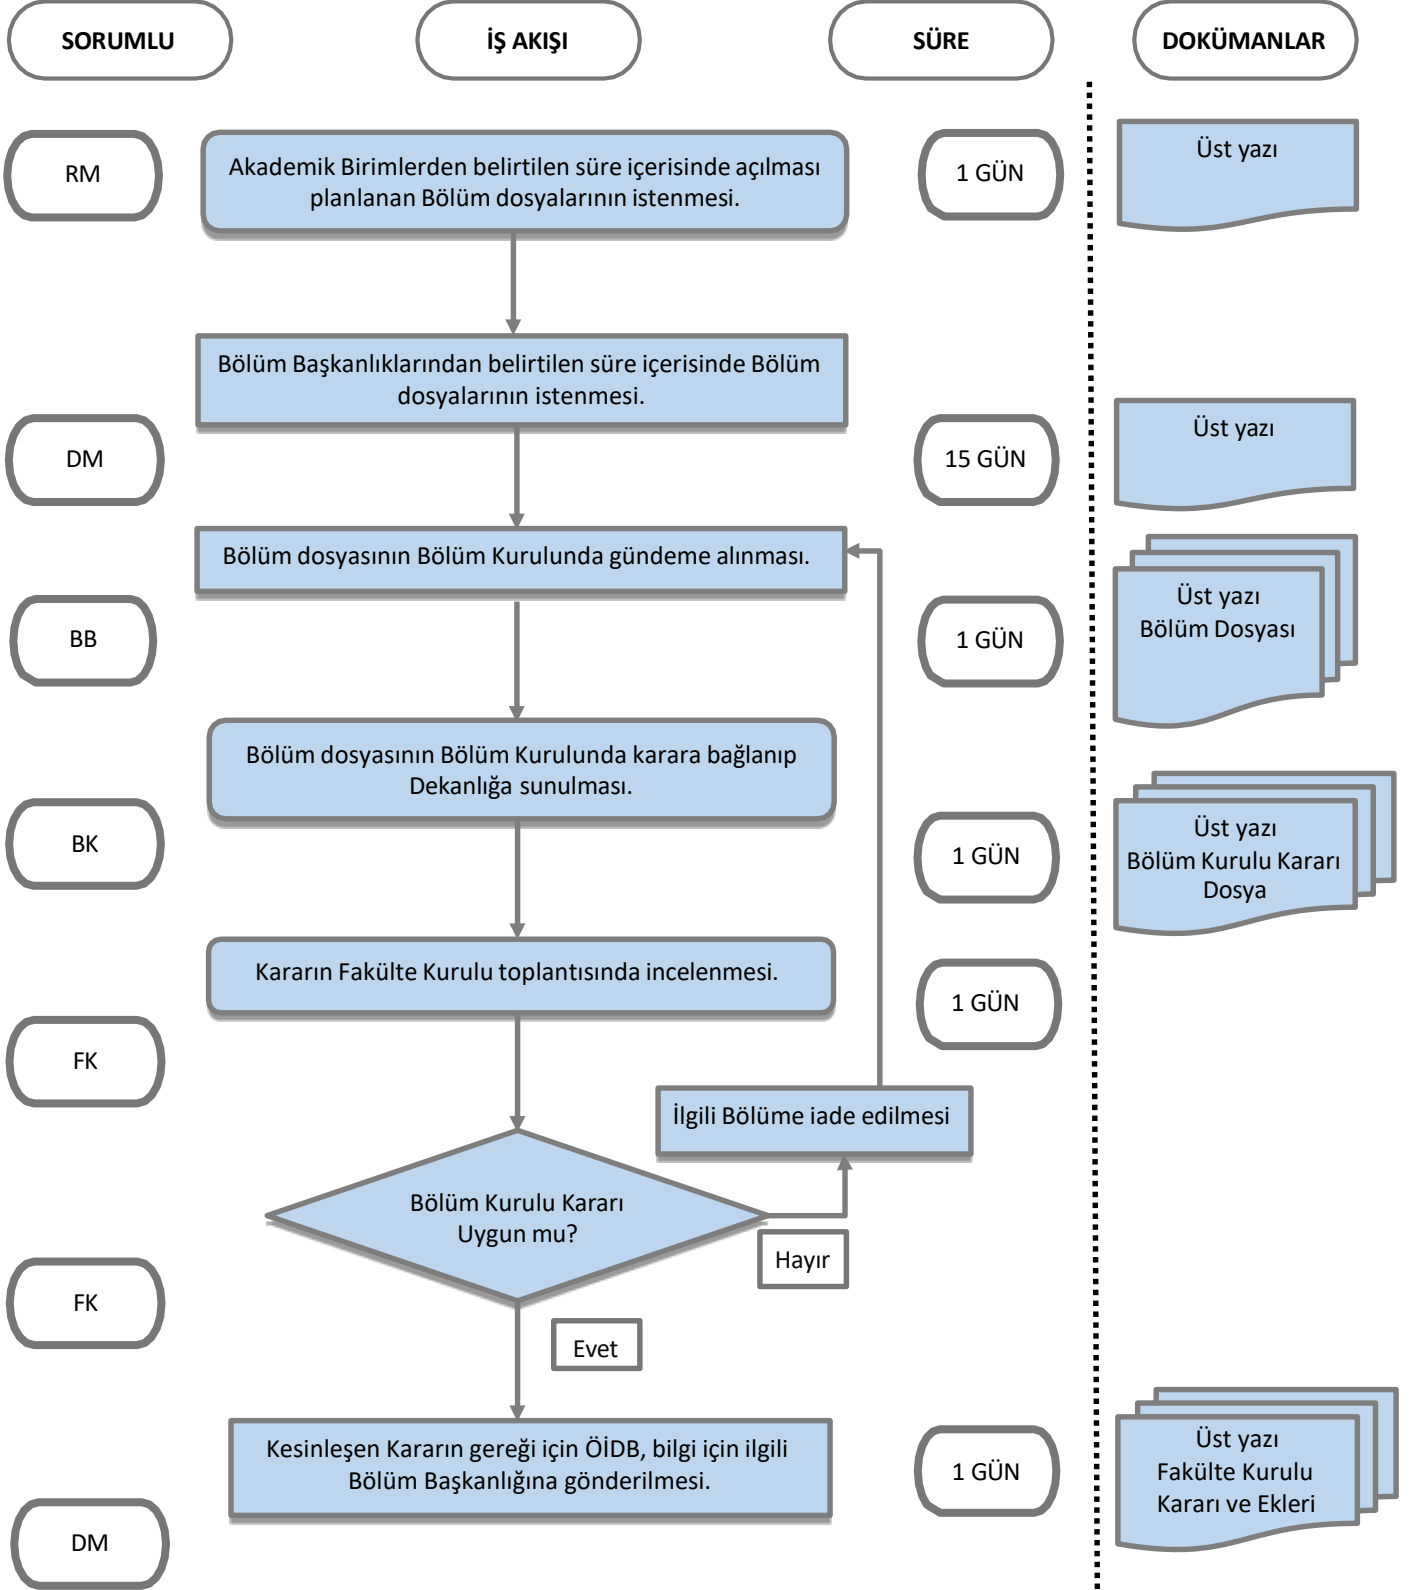 SORUMLU
İŞ AKIŞI
SÜRE
DOKÜMANLAR
RM
Akademik Birimlerden belirtilen süre içerisinde açılması
planlanan Bölüm dosyalarının istenmesi.
1 GÜN
Üst yazı
Bölüm Başkanlıklarından belirtilen süre içerisinde Bölüm
dosyalarının istenmesi.
DM
15 GÜN
Üst yazı
Bölüm dosyasının Bölüm Kurulunda gündeme alınması.
BB
1 GÜN
Üst yazı
Bölüm Dosyası
Bölüm dosyasının Bölüm Kurulunda karara bağlanıp
Dekanlığa sunulması.
BK
1 GÜN
Üst yazı
Bölüm Kurulu Kararı
Dosya
Kararın Fakülte Kurulu toplantısında incelenmesi.
1 GÜN
FK
İlgili Bölüme iade edilmesi
Bölüm Kurulu Kararı
Uygun mu?
Hayır
FK
Evet
Kesinleşen Kararın gereği için ÖİDB, bilgi için ilgili
Bölüm Başkanlığına gönderilmesi.
1 GÜN
Üst yazı
Fakülte Kurulu
Kararı ve Ekleri
DM